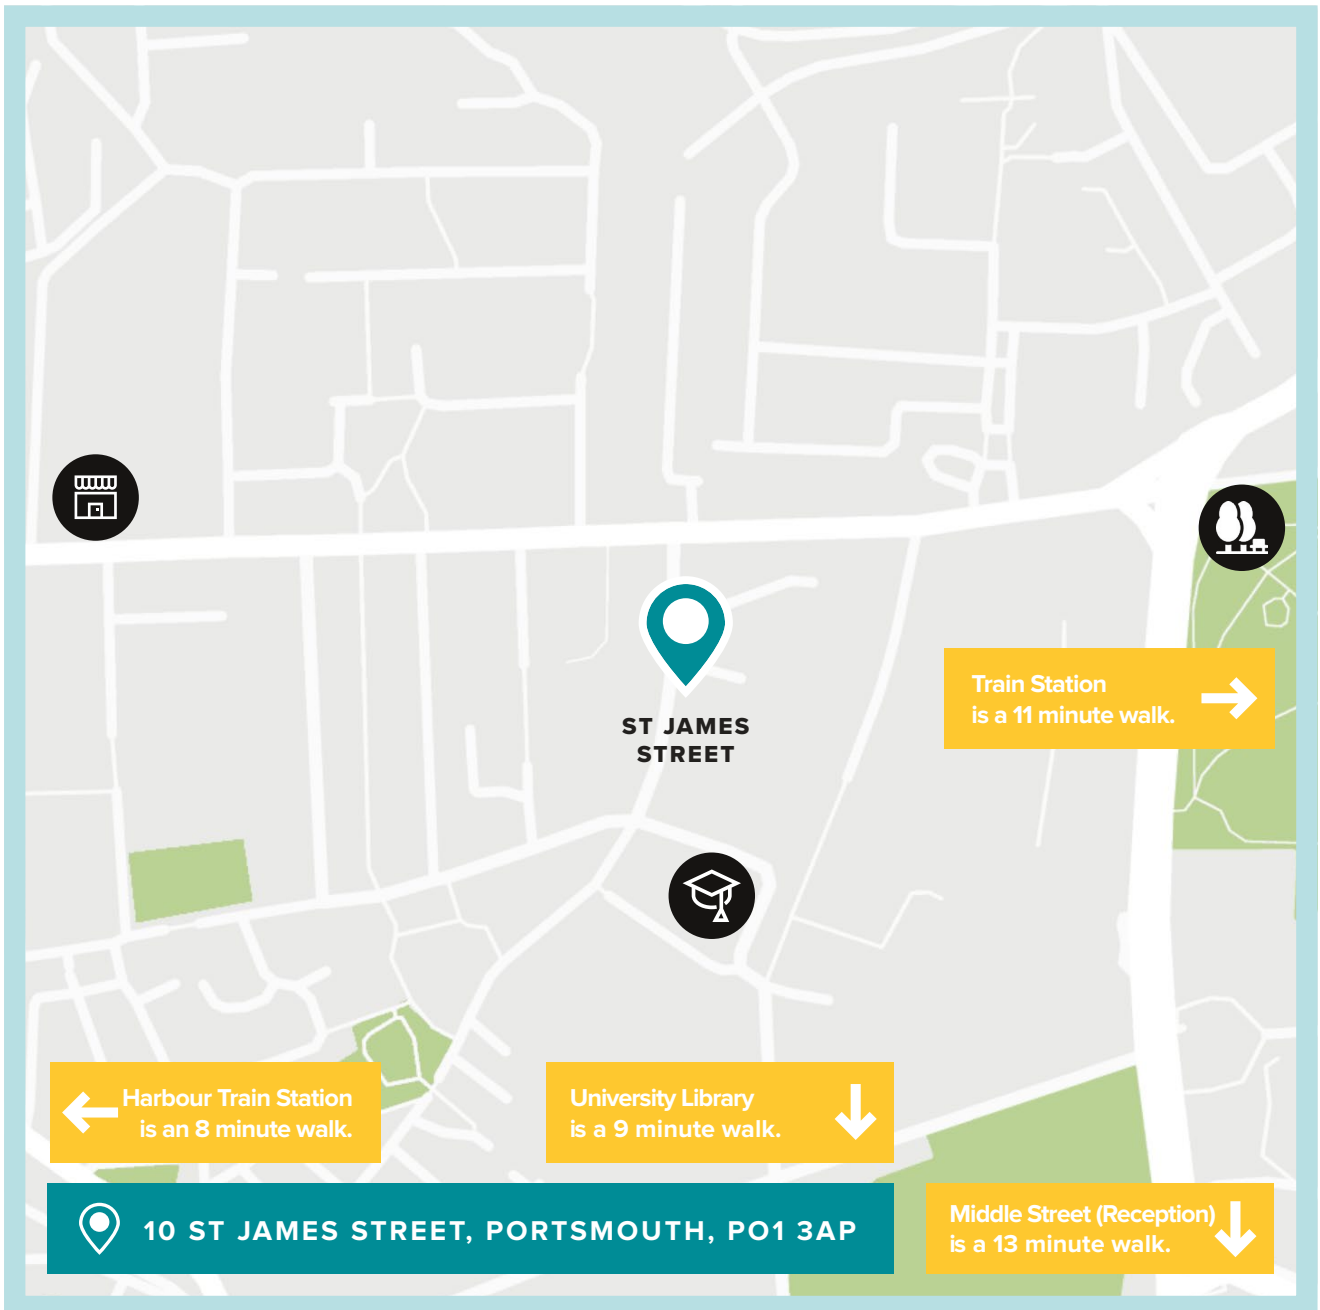 Train Station
is a 11 minute walk.
ST JAMES
STREET
Harbour Train Station
is an 8 minute walk.
University Library
is a 9 minute walk.
10 ST JAMES STREET, PORTSMOUTH, PO1 3AP
Middle Street (Reception)
is a 13 minute walk.